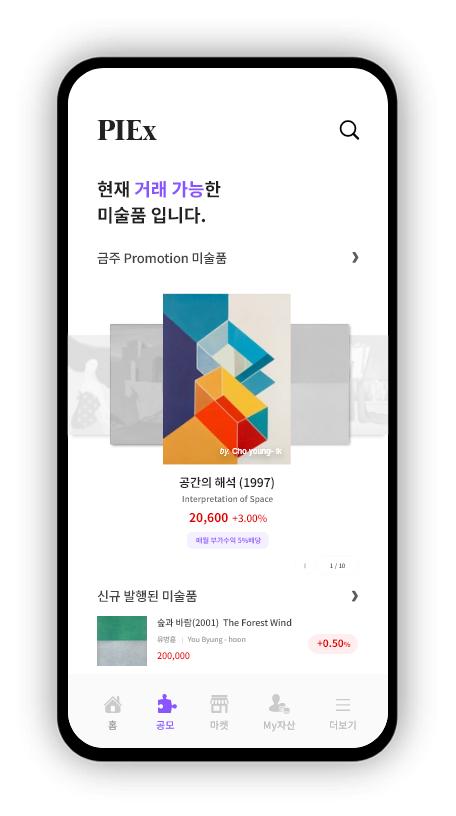 PIEx
현재 거래 가능한
미술품 입니다.
금주 Promotion 미술품
by. Cho young- ik
공간의 해석 (1997)
Interpretation of Space
20,600 +3.00%
매월 부가수익 5%배당
1 / 10
신규 발행된 미술품
숲과 바람(2001) The Forest Wind
유병훈 | You Byung - hoon
+0.50%
200,000
홈 공모 마켓 My자산 더보기